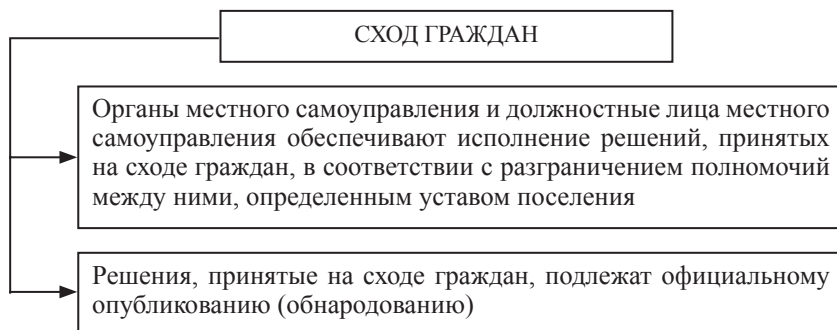 СХОД ГРАЖДАН
Органы местного самоуправления и должностные лица местного
самоуправления обеспечивают исполнение решений, принятых
на сходе граждан, в соответствии с разграничением полномочий
между ними, определенным уставом поселения
Решения, принятые на сходе граждан, подлежат официальному
опубликованию (обнародованию)